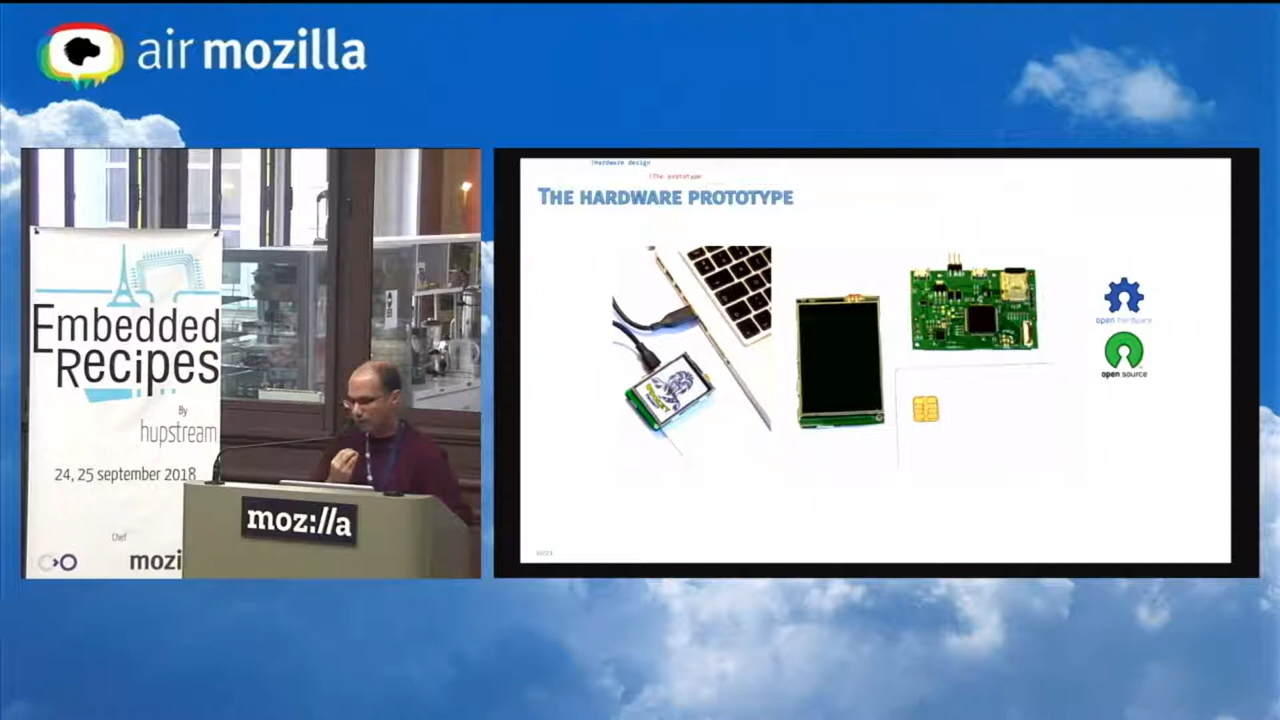 air mozilla
Embedded
Recipes
By
hupstream
24, 25 september 2018
Chef
mozi
moz://a
!Hardware design
!The prototype
THE HARDWARE PROTOTYPE
open hardware
open source